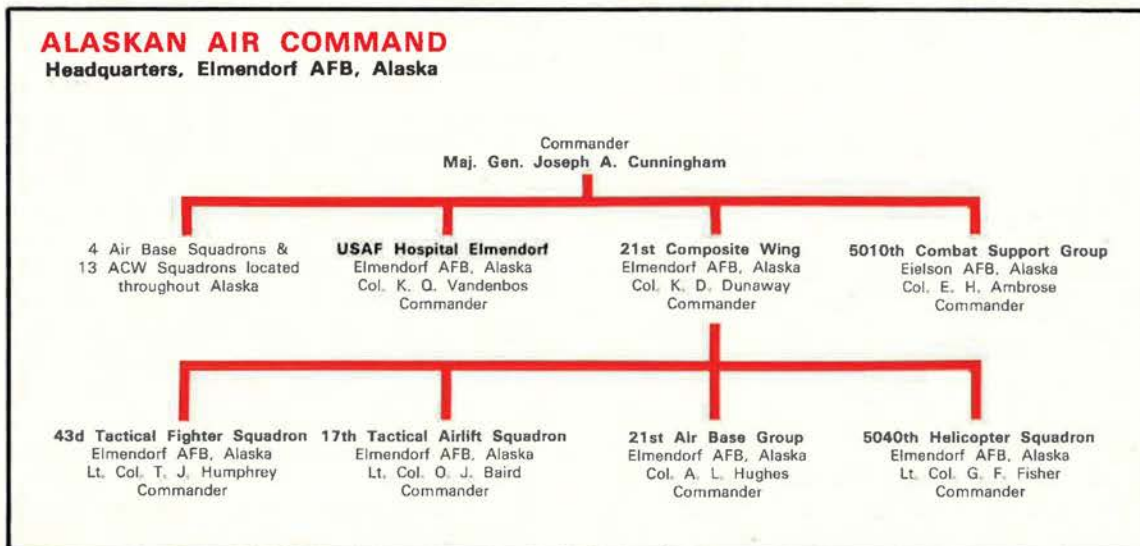 ALASKAN AIR COMMAND
Headquarters, Elmendorf AFB, Alaska
Commander
Maj. Gen. Joseph A. Cunningham
4 Air Base Squadrons &
13 ACW Squadrons located
throughout Alaska
USAF Hospital Elmendorf
Elmendorf AFB, Alaska
Col. K. Q. Vandenbos
Commander
21st Composite Wing
Elmendorf AFB, Alaska
Col. K. D. Dunaway
Commander
5010th Combat Support Group
Eielson AFB, Alaska
Col. E. H. Ambrose
Commander
43d Tactical Fighter Squadron
Elmendorf AFB, Alaska
Lt. Col. T. J. Humphrey
Commander
17th Tactical Airlift Squadron
Elmendorf AFB, Alaska
Lt. Col. O. J. Baird
Commander
21st Air Base Group
Elmendorf AFB, Alaska
Col. A. L. Hughes
Commander
5040th Helicopter Squadron
Elmendorf AFB, Alaska
Lt. Col. G. F. Fisher
Commander